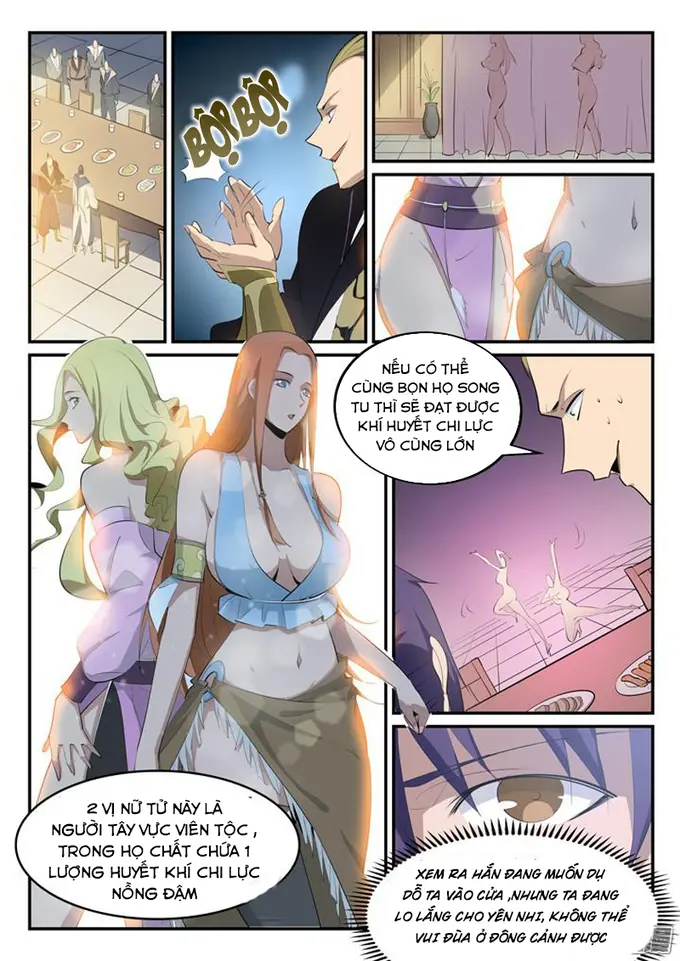 BỘP BỘP
NẾU CÓ THỂ
CÙNG BỌN HỌ SONG
TU THÌ SẼ ĐẠT ĐƯỢC
KHÍ HUYẾT CHI LỰC
VÔ CÙNG LỚN
2 VỊ NỮ TỬ NÀY LÀ
NGƯỜI TÂY VỰC VIÊN TỘC ,
TRONG HỌ CHẤT CHỨA 1
LƯỢNG HUYẾT KHÍ CHI LỰC
NỒNG ĐẬM
XEM RA HẮN ĐANG MUỐN DỤ
DỖ TA VÀO CỬA ,NHƯNG TA ĐANG
LO LẮNG CHO YÊN NHI, KHÔNG THỂ
VUI ĐÙA Ở ĐÔNG CẢNH ĐƯỢC